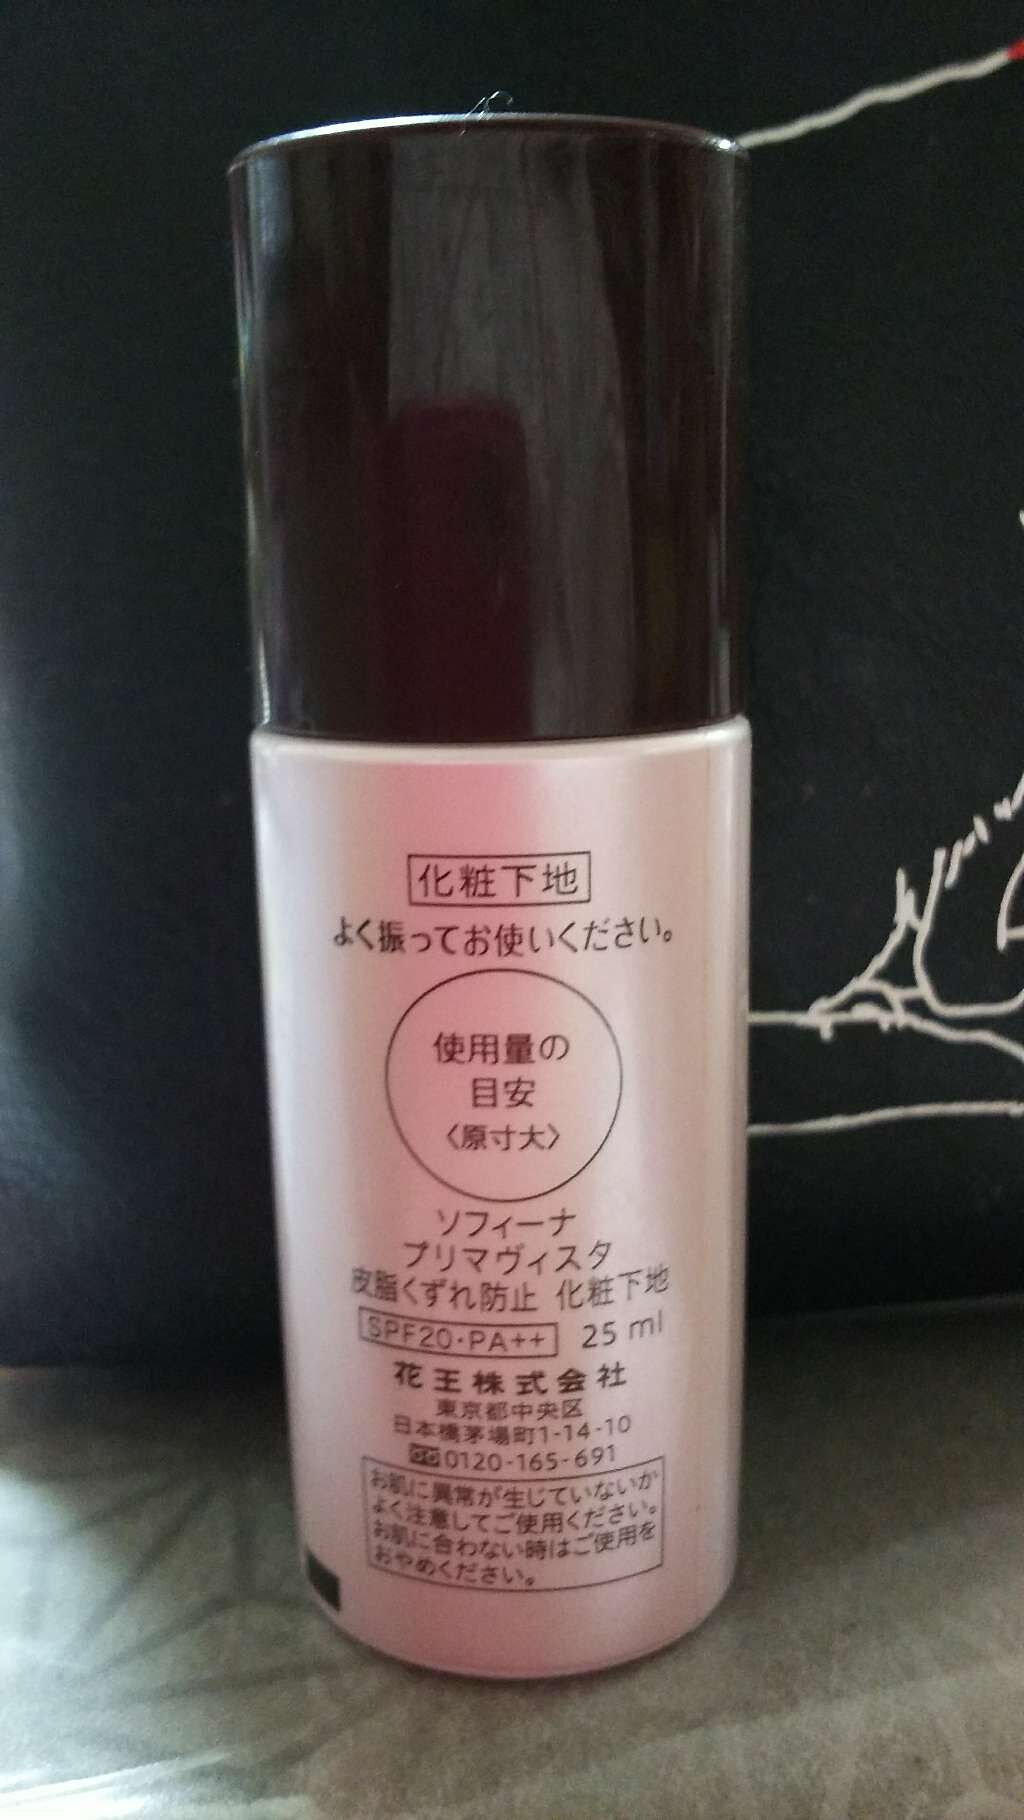 化粧下地
よく振ってお使いください。
使用量の
目安
〈原寸大〉
ソフィーナ
プリマヴィスタ
皮脂くずれ防止 化粧下地
SPF20・PA++ 25 ml
花王株式会社
東京都中央区
日本橋茅場町1-14-10
0120-165-691
お肌に異常が生じていないか
よく注意してご使用ください。
お肌に合わない時はご使用を
おやめください。